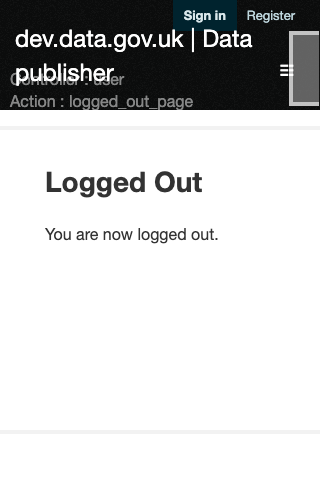 Sign in Register
dev.data.gov.uk | Data
publisher
Controller : user
Action : logged_out_page
Logged Out
You are now logged out.